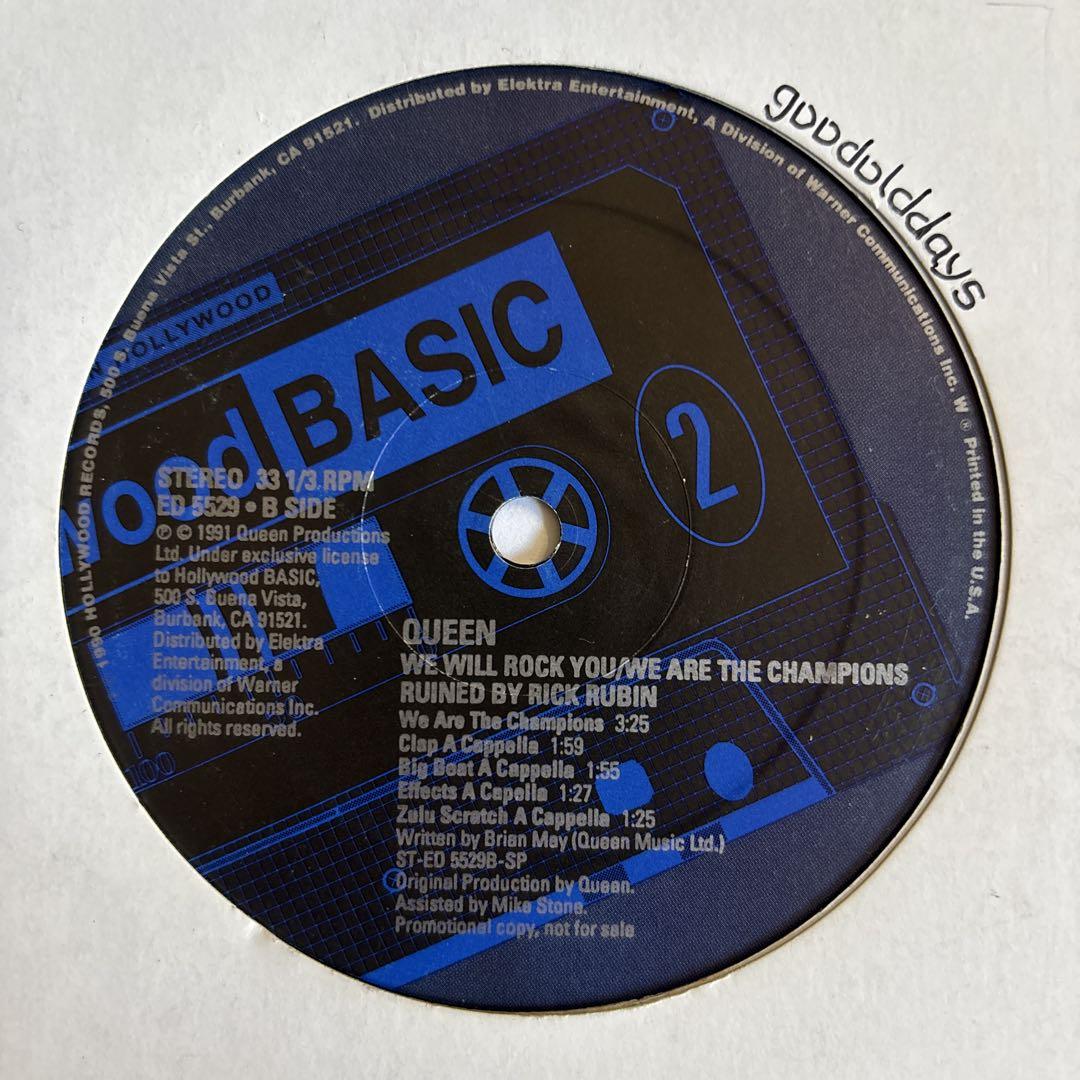 goodolddays
1990 HOLLYWOOD RECORDS, 500 S. Buena Vista St., Burbank, CA 91521. Distributed by Elektra Entertainment, A Division of Warner Communications Inc. W ® Printed in the U.S.A.
HOLLYWOOD
wood BASIC
2
STEREO 33 1/3 RPM
ED 5529 • B SIDE
℗ © 1991 Queen Productions
Ltd. Under exclusive license
to Hollywood BASIC,
500 S. Buena Vista,
Burbank, CA 91521.
Distributed by Elektra
Entertainment, a
division of Warner
Communications Inc.
All rights reserved.
100
QUEEN
WE WILL ROCK YOU/WE ARE THE CHAMPIONS
RUINED BY RICK RUBIN
We Are The Champions 3:25
Clap A Cappella 1:59
Big Beat A Cappella 1:55
Effects A Capella 1:27
Zulu Scratch A Cappella 1:25
Written by Brian May (Queen Music Ltd.)
ST-ED 5529B-SP
Original Production by Queen.
Assisted by Mike Stone.
Promotional copy, not for sale